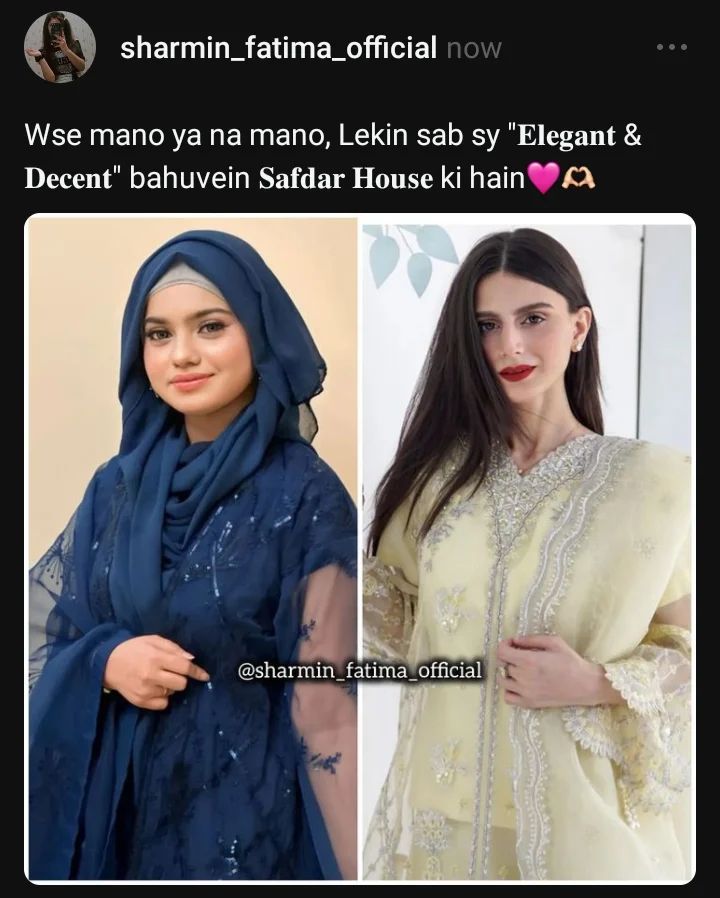 sharmin_fatima_official now
Wse mano ya na mano, Lekin sab sy "Elegant &
Decent" bahuvein Safdar House ki hain🩷🫶🏻
@sharmin_fatima_official